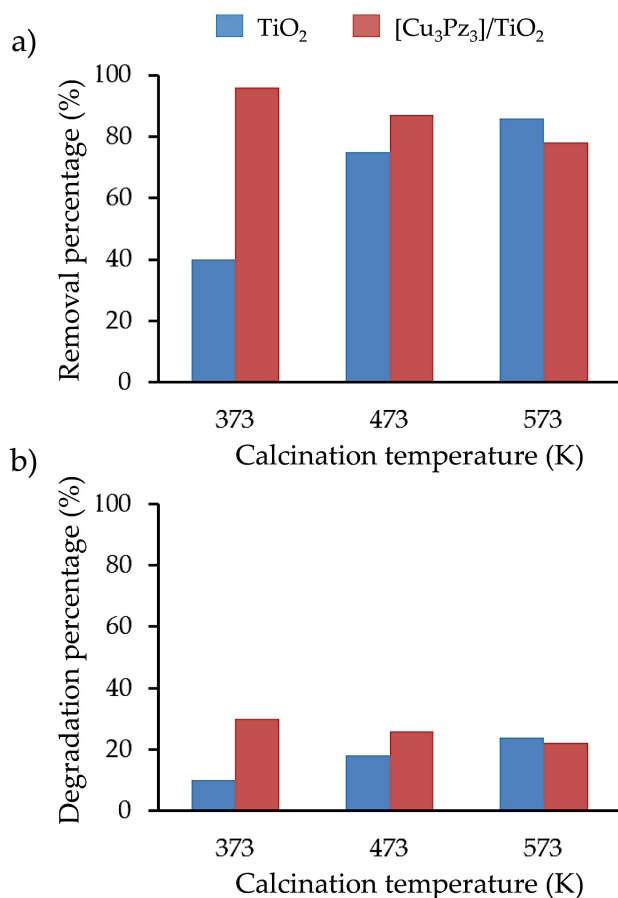 TiO₂ [Cu₃Pz₃]/TiO₂
a)
Removal percentage (%)
100
80
60
40
20
0
373 473 573
Calcination temperature (K)
b)
Degradation percentage (%)
100
80
60
40
20
0
373 473 573
Calcination temperature (K)